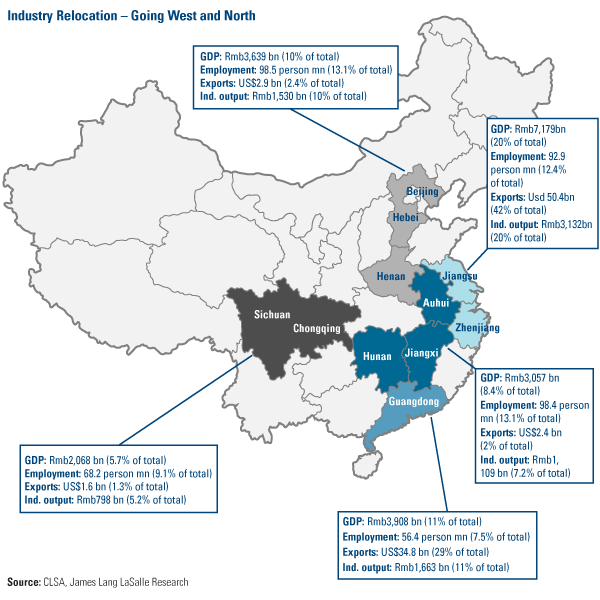 Industry Relocation – Going West and North
GDP: Rmb3,639 bn (10% of total)
Employment: 98.5 person mn (13.1% of total)
Exports: US$2.9 bn (2.4% of total)
Ind. output: Rmb1,530 bn (10% of total)
GDP: Rmb7,179bn
(20% of total)
Employment: 92.9
person mn (12.4%
of total)
Exports: Usd 50.4bn
(42% of total)
Ind. output: Rmb3,132bn
(20% of total)
Beijing
Hebei
Henan
Jiangsu
Auhui
Sichuan
Chongqing
Zhenjiang
Hunan
Jiangxi
Guangdong
GDP: Rmb3,057 bn
(8.4% of total)
Employment: 98.4 person
mn (13.1% of total)
Exports: US$2.4 bn
(2% of total)
Ind. output: Rmb1,
109 bn (7.2% of total)
GDP: Rmb2,068 bn (5.7% of total)
Employment: 68.2 person mn (9.1% of total)
Exports: US$1.6 bn (1.3% of total)
Ind. output: Rmb798 bn (5.2% of total)
GDP: Rmb3,908 bn (11% of total)
Employment: 56.4 person mn (7.5% of total)
Exports: US$34.8 bn (29% of total)
Ind. output: Rmb1,663 bn (11% of total)
Source: CLSA, James Lang LaSalle Research